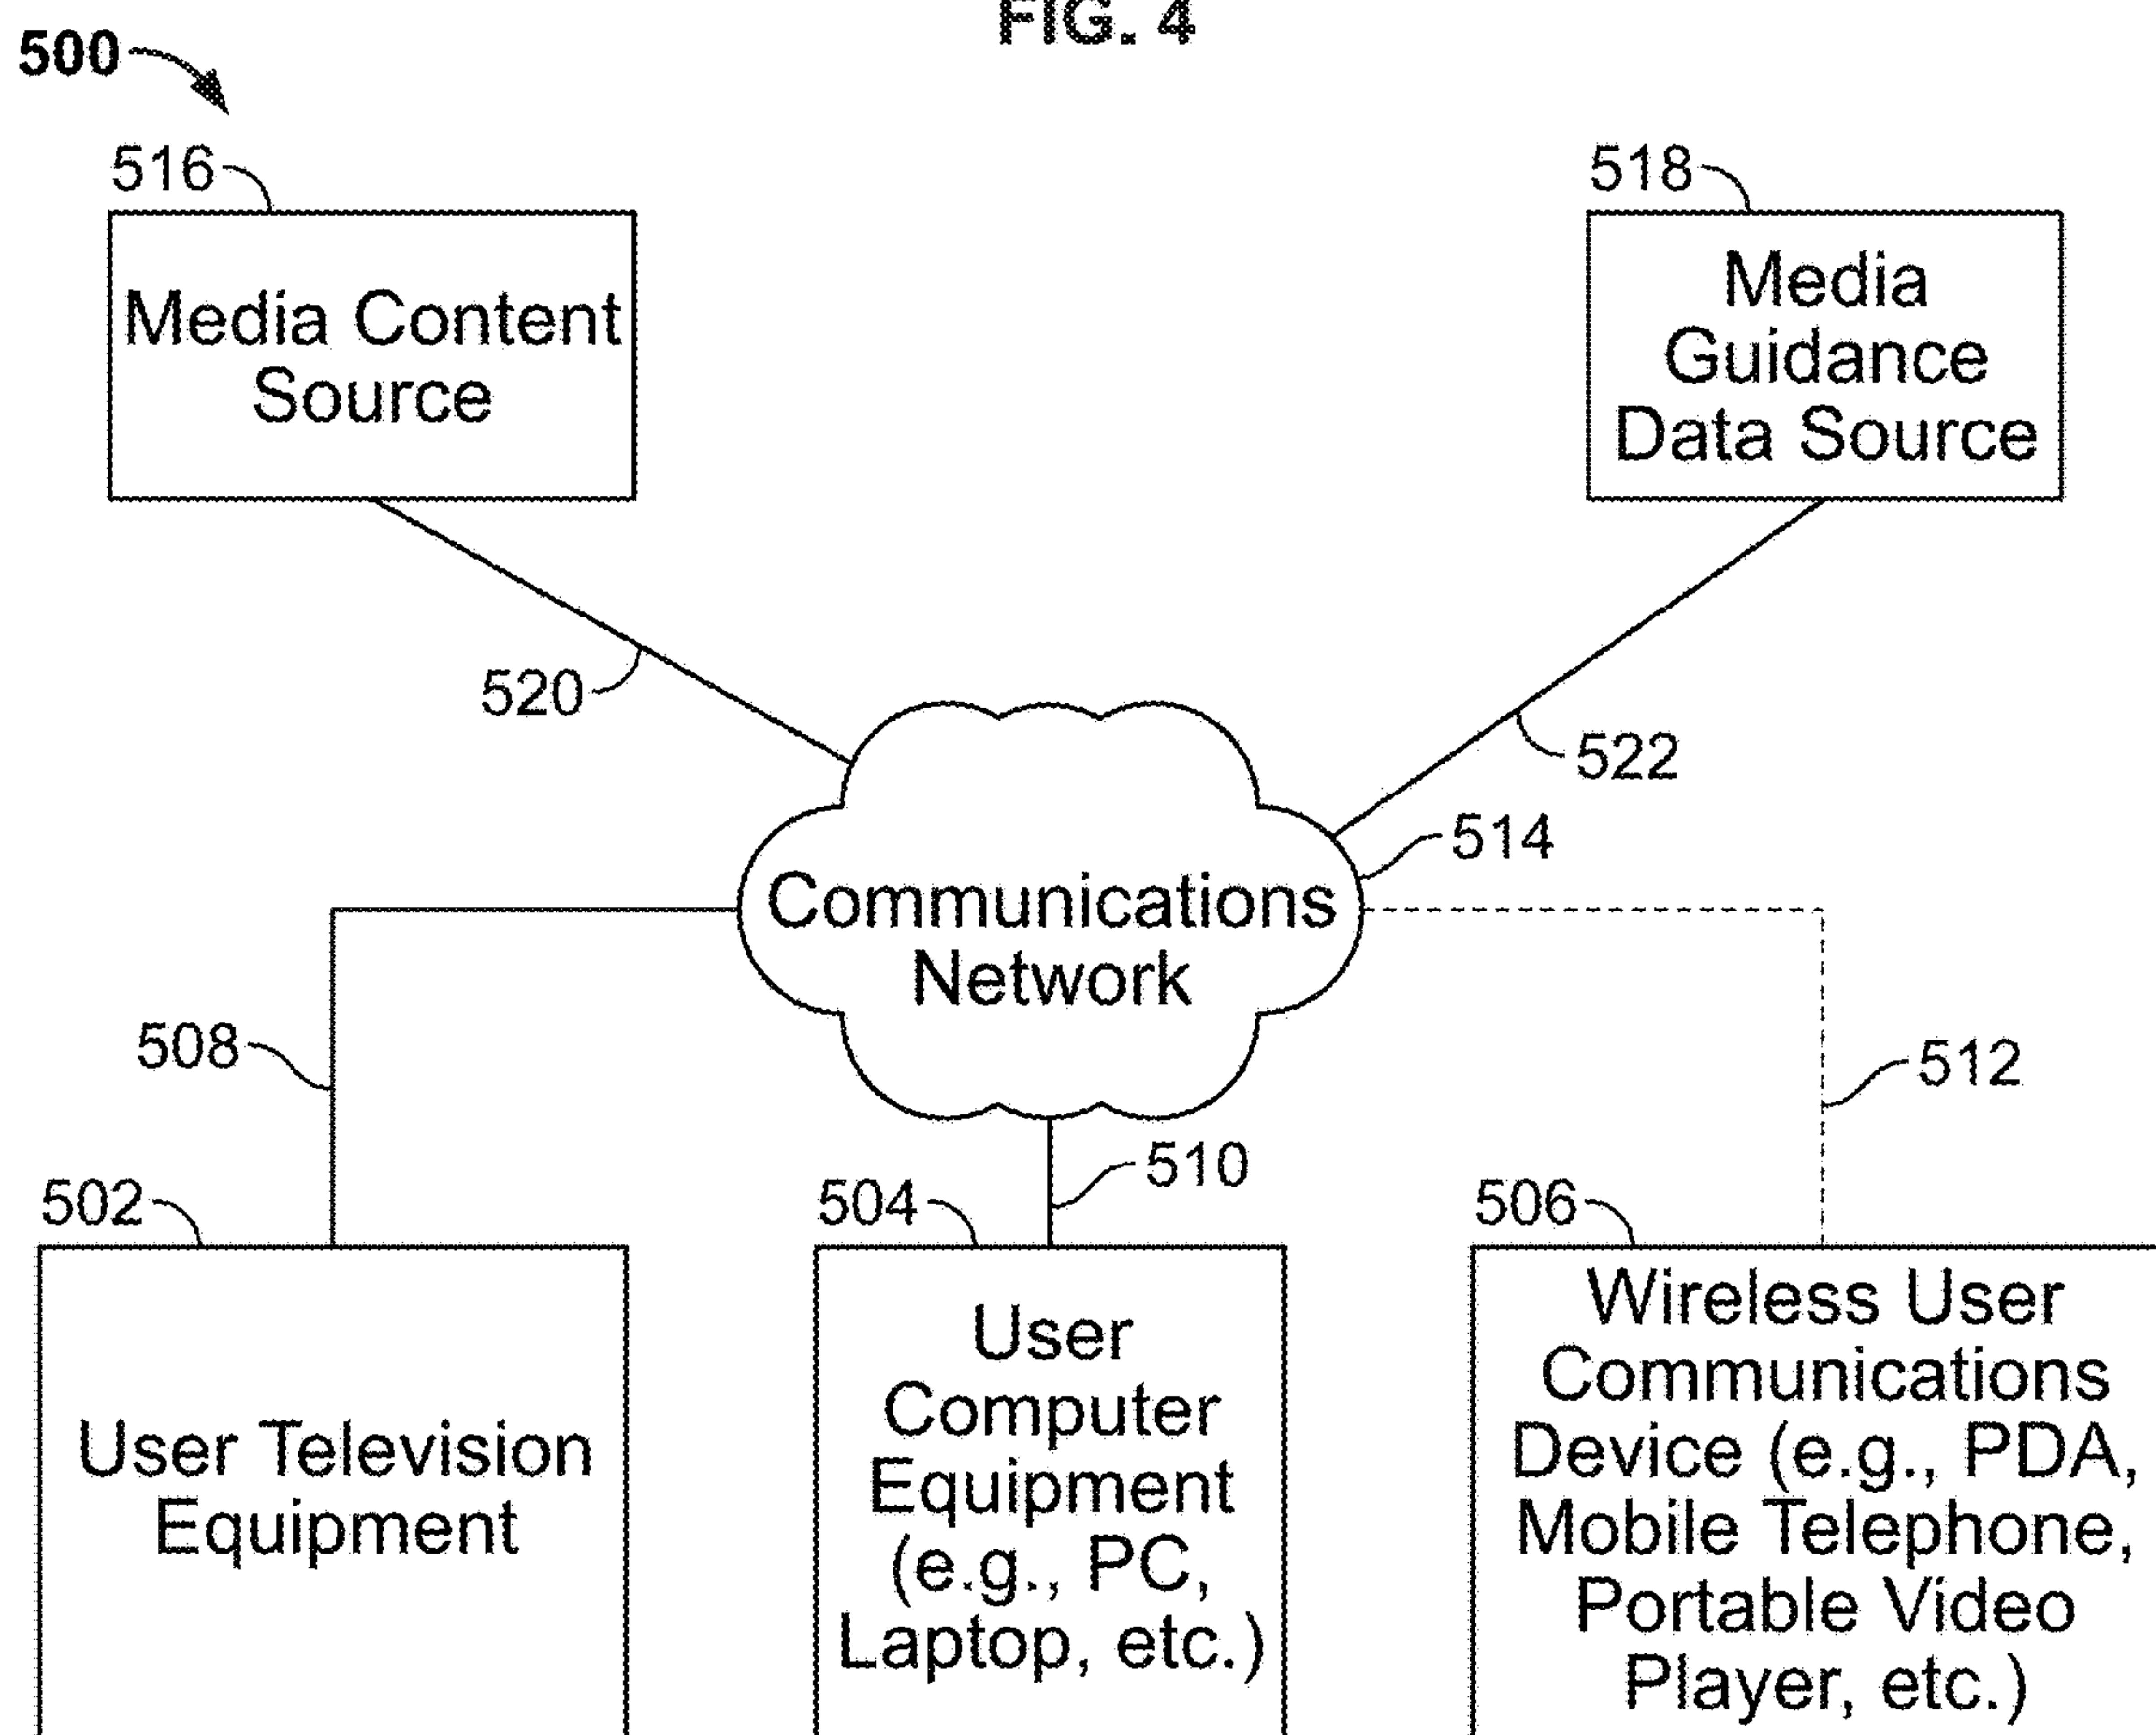 FIG. 4
500
516
518
Media Content
Source
Media
Guidance
Data Source
520
522
514
Communications
Network
508
512
510
502
504
506
User Television
Equipment
User
Computer
Equipment
(e.g., PC,
Laptop, etc.)
Wireless User
Communications
Device (e.g., PDA,
Mobile Telephone,
Portable Video
Player, etc.)